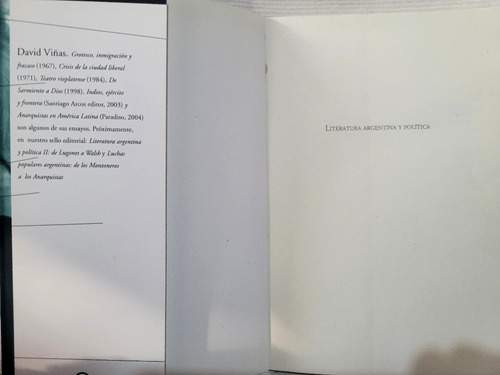 David Viñas. Grotesco, inmigración y
fracaso (1967), Crisis de la ciudad liberal
(1971), Teatro rioplatense (1984), De
Sarmiento a Dios (1998), Indios, ejército
y frontera (Santiago Arcos editor, 2003) y
Anarquistas en América Latina (Paradiso, 2004)
son algunos de sus ensayos. Próximamente,
en nuestro sello editorial: Literatura argentina
y política II: de Lugones a Walsh y Luchas
populares argentinas: de los Montoneros
a los Anarquistas
LITERATURA ARGENTINA Y POLÍTICA